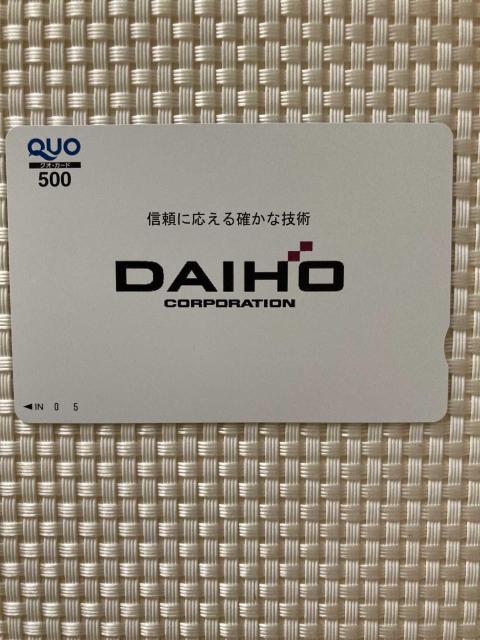 QUO
クオ・カード
500
信頼に応える確かな技術
DAIHO
CORPORATION
◀IN 0 5